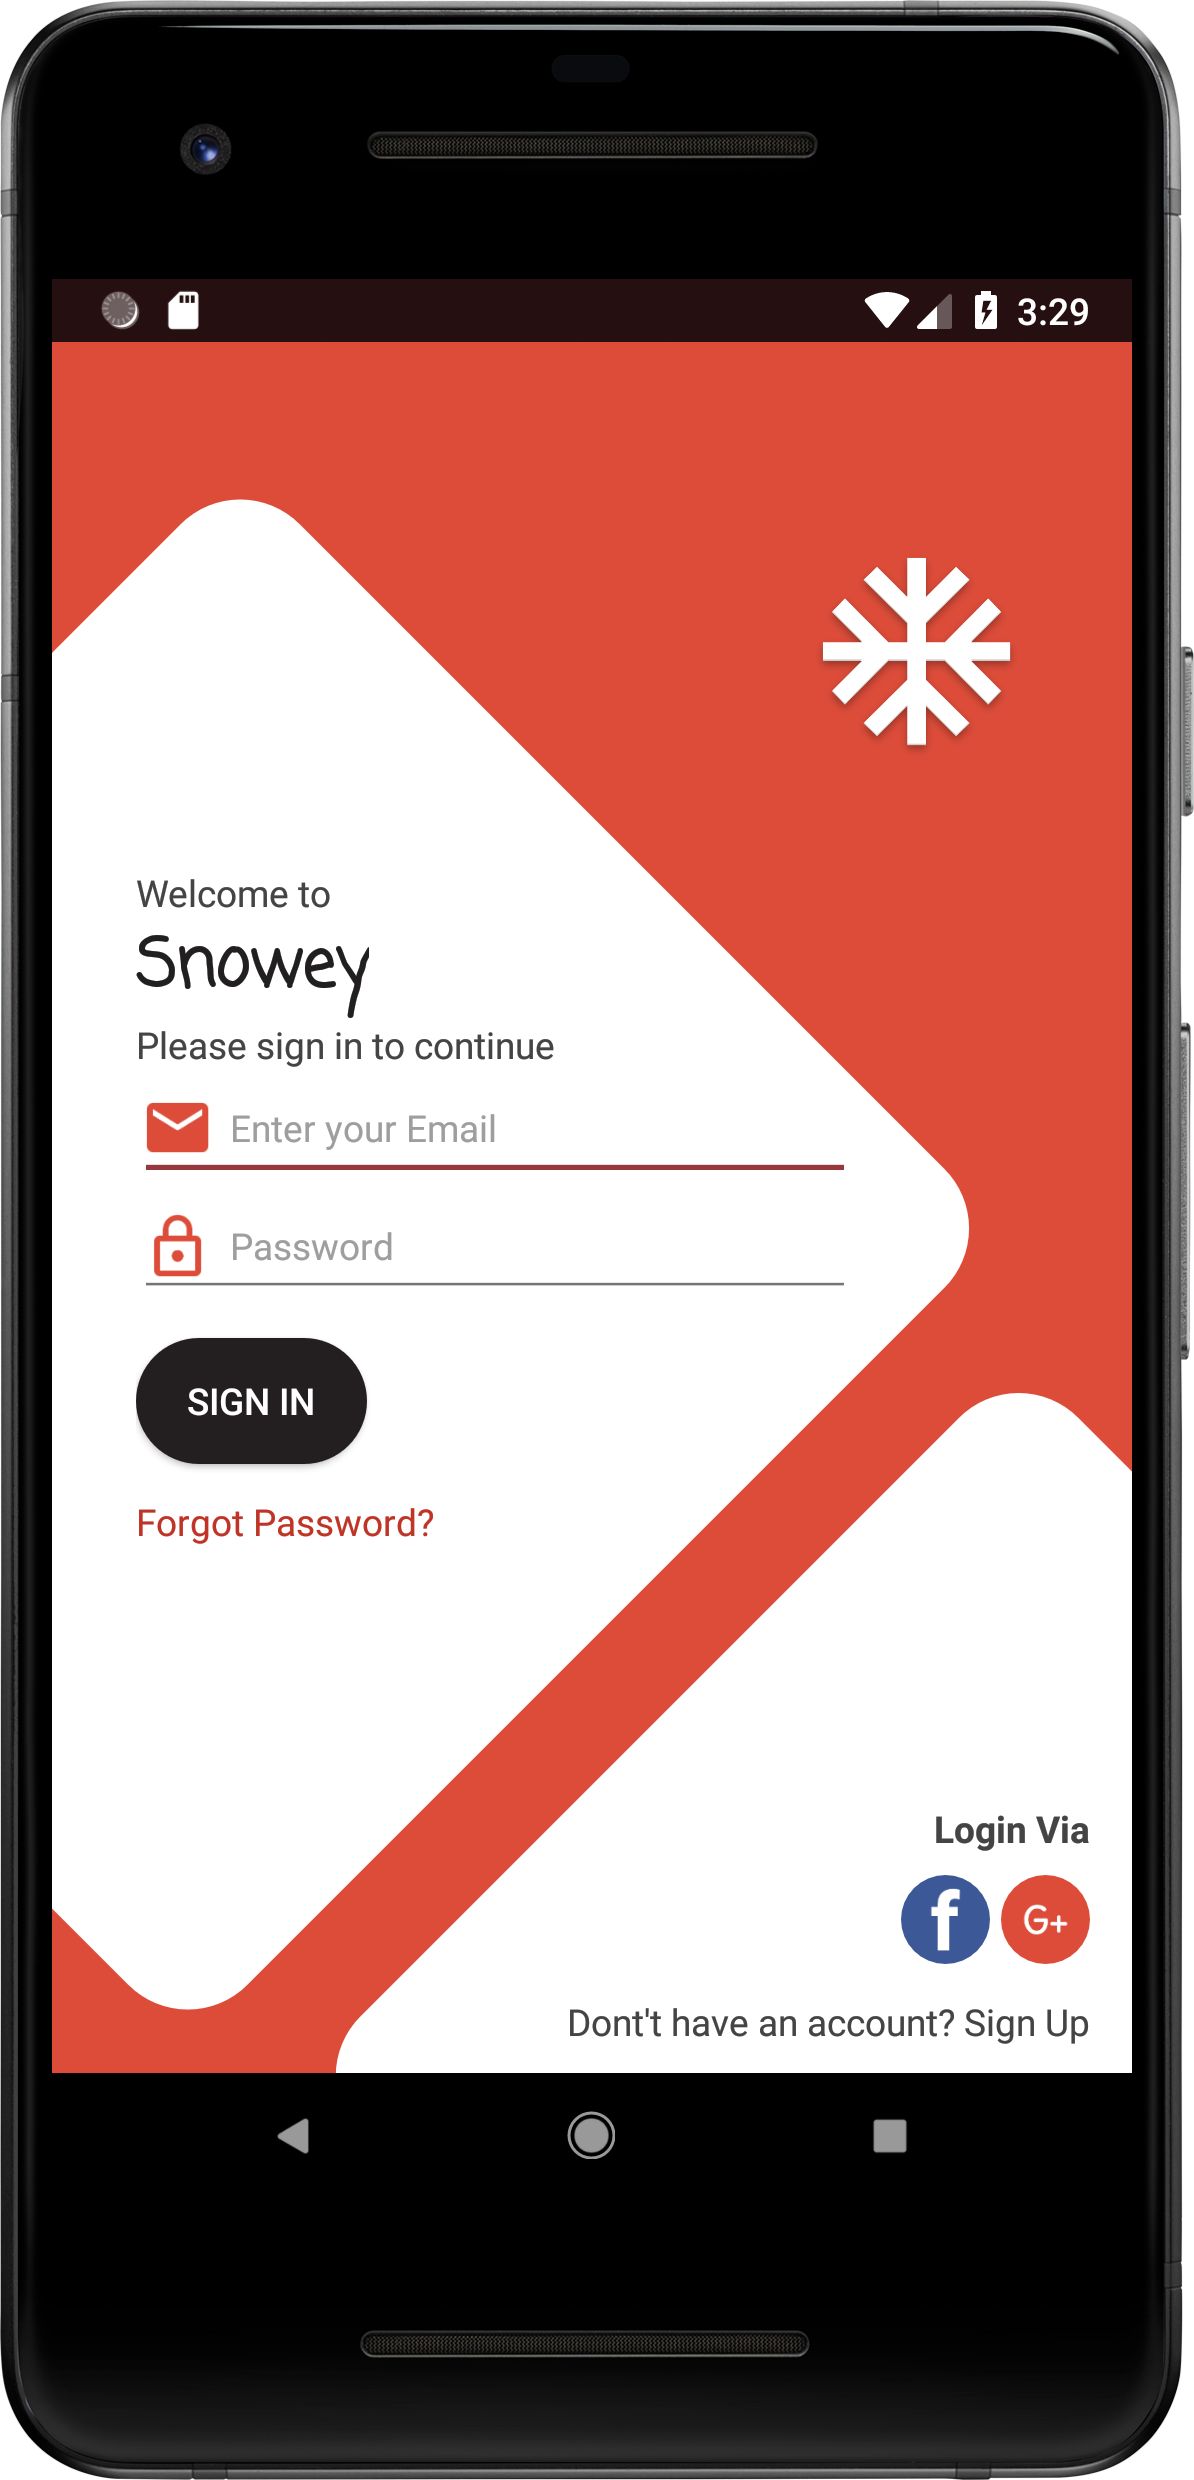 3:29
Welcome to
Snowey
Please sign in to continue
Enter your Email
Password
SIGN IN
Forgot Password?
Login Via
f G+
Dont't have an account? Sign Up